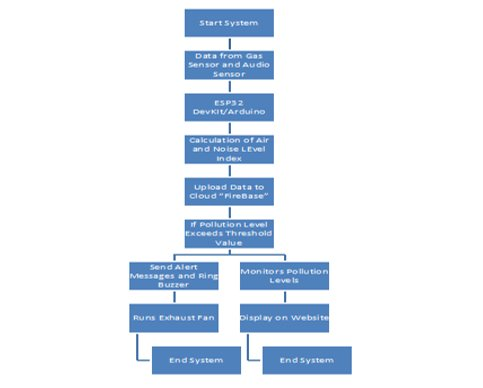 Start System
Data from Gas
Sensor and Audio
Sensor
ESP32
DevKit/Arduino
Calculation of Air
and Noise LEvel
Index
Upload Data to
Cloud "FireBase"
If Pollution Level
Exceeds Threshold
Value
Send Alert
Messages and Ring
Buzzer
Monitors Pollution
Levels
Runs Exhaust Fan
Display on Website
End System
End System